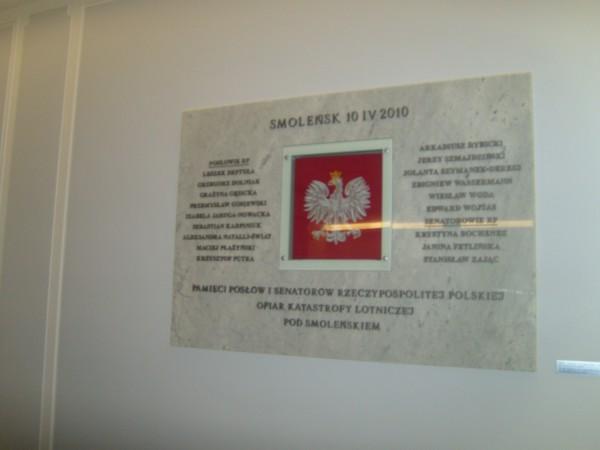 SMOLEŃSK 10 IV 2010
POSŁOWIE RP
LESZEK DEPTUŁA
GRZEGORZ DOLNIAK
GRAŻYNA GĘSICKA
PRZEMYSŁAW GOSIEWSKI
IZABELA JARUGA-NOWACKA
SEBASTIAN KARPINIUK
ALEKSANDRA NATALLI-ŚWIAT
MACIEJ PŁAŻYŃSKI
KRZYSZTOF PUTRA
ARKADIUSZ RYBICKI
JERZY SZMAJDZIŃSKI
JOLANTA SZYMANEK-DERESZ
ZBIGNIEW WASSERMANN
WIESŁAW WODA
EDWARD WOJTAS
SENATOROWIE RP
KRYSTYNA BOCHENEK
JANINA FETLIŃSKA
STANISŁAW ZAJĄC
PAMIĘCI POSŁÓW I SENATORÓW RZECZYPOSPOLITEJ POLSKIEJ
OFIAR KATASTROFY LOTNICZEJ
POD SMOLEŃSKIEM